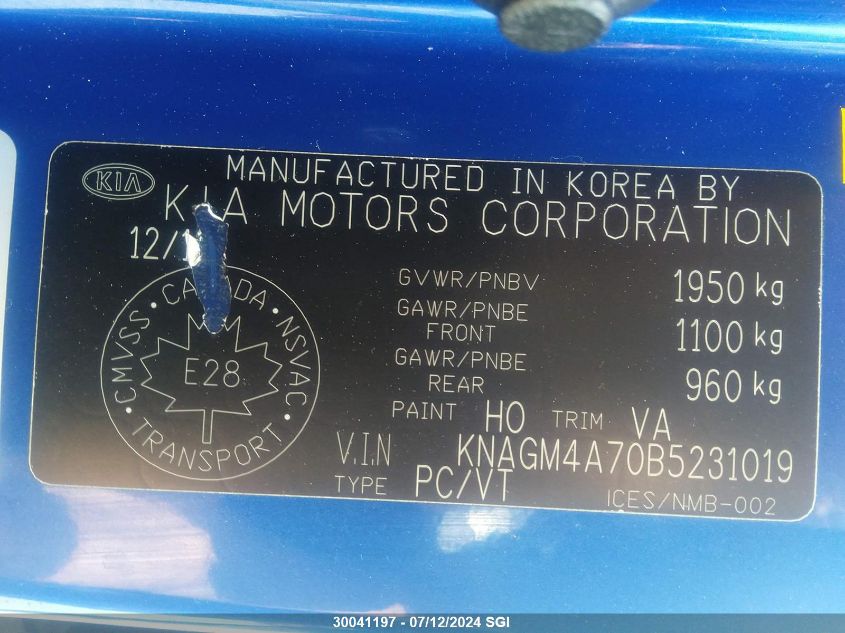 KIA
MANUFACTURED IN KOREA BY
KIA MOTORS CORPORATION
12/1
GVWR/PNBV 1950 kg
GAWR/PNBE FRONT 1100 kg
GAWR/PNBE REAR 960 kg
CANADA • NSVAC • TRANSPORT • CMVSS •
E28
PAINT HO TRIM VA
V.I.N KNAGM4A70B5231019
TYPE PC/VT
ICES/NMB-002
30041197 - 07/12/2024 SGI